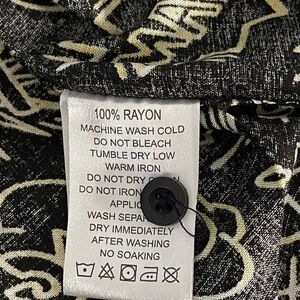 100% RAYON
MACHINE WASH COLD
DO NOT BLEACH
TUMBLE DRY LOW
WARM IRON
DO NOT DRY
DO NOT IRON
WASH
DRY IMMEDIATELY
AFTER WASHING
NO SOAKING